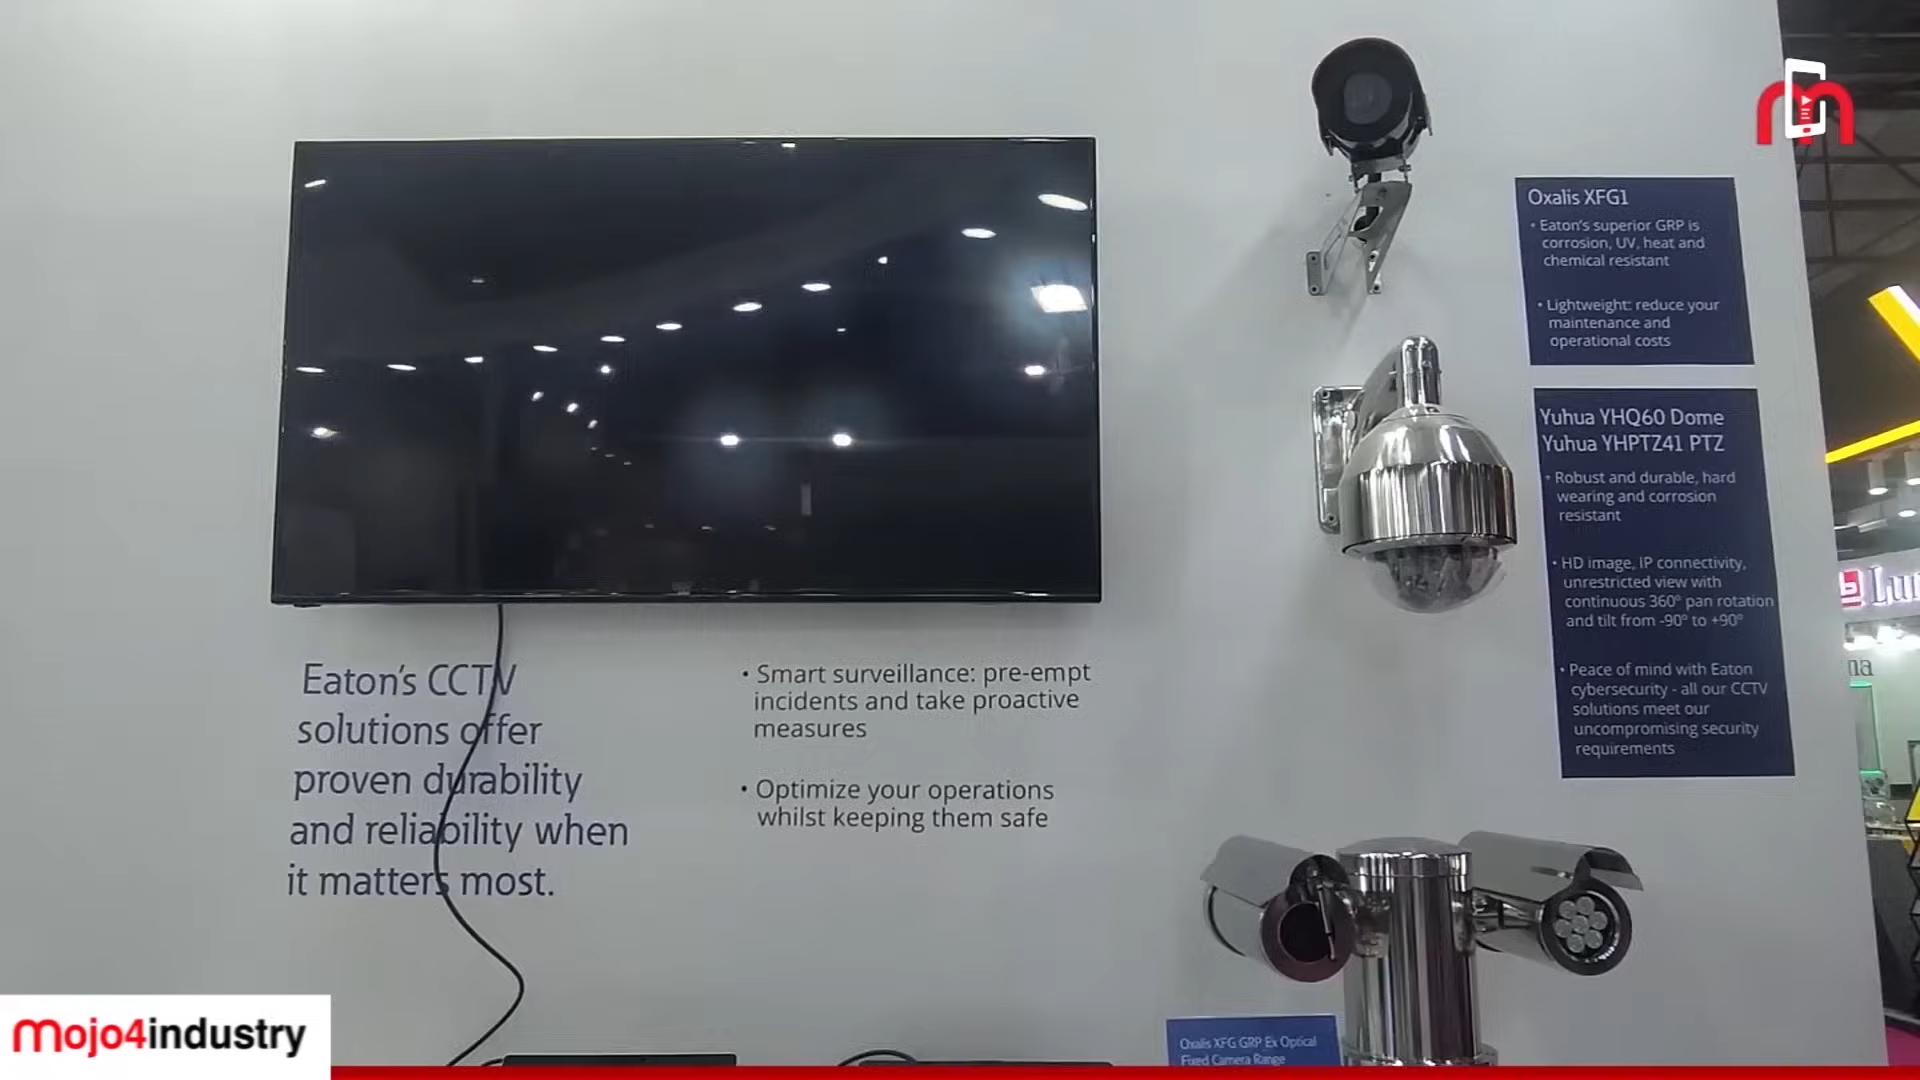 Oxalis XFG1
• Eaton's superior GRP is
corrosion, UV, heat and
chemical resistant
• Lightweight: reduce your
maintenance and
operational costs
Yuhua YHQ60 Dome
Yuhua YHPTZ41 PTZ
• Robust and durable, hard
wearing and corrosion
resistant
• HD image, IP connectivity,
unrestricted view with
continuous 360° pan rotation
and tilt from -90° to +90°
• Peace of mind with Eaton
cybersecurity - all our CCTV
solutions meet our
uncompromising security
requirements
Eaton's CCTV
solutions offer
proven durability
and reliability when
it matters most.
• Smart surveillance: pre-empt
incidents and take proactive
measures
• Optimize your operations
whilst keeping them safe
Oxalis XFG GRP Ex Optical
Fixed Camera Range
mojo4industry